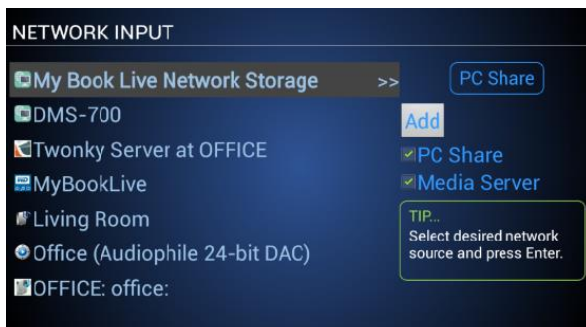 NETWORK INPUT
My Book Live Network Storage >>
DMS-700
Twonky Server at OFFICE
MyBookLive
Living Room
Office (Audiophile 24-bit DAC)
OFFICE: office:
PC Share
Add
PC Share
Media Server
TIP...
Select desired network
source and press Enter.